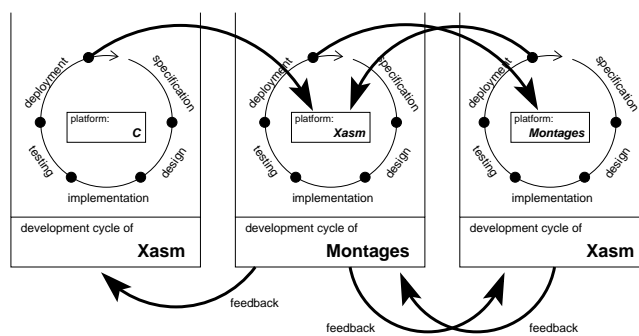 deployment
specification
platform:
C
testing
design
implementation
development cycle of
Xasm
deployment
specification
platform:
Xasm
testing
design
implementation
development cycle of
Montages
deployment
specification
platform:
Montages
testing
design
implementation
development cycle of
Xasm
feedback
feedback
feedback